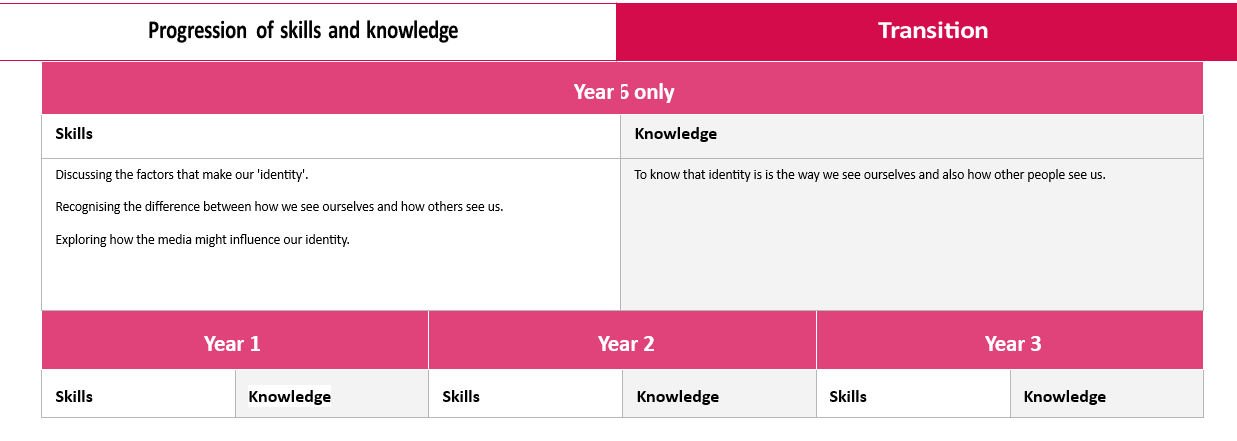 Progression of skills and knowledge
Transition
Year 6 only
Skills
Knowledge
Discussing the factors that make our 'identity'.
To know that identity is is the way we see ourselves and also how other people see us.
Recognising the difference between how we see ourselves and how others see us.
Exploring how the media might influence our identity.
Year 1
Year 2
Year 3
Skills
Knowledge
Skills
Knowledge
Skills
Knowledge